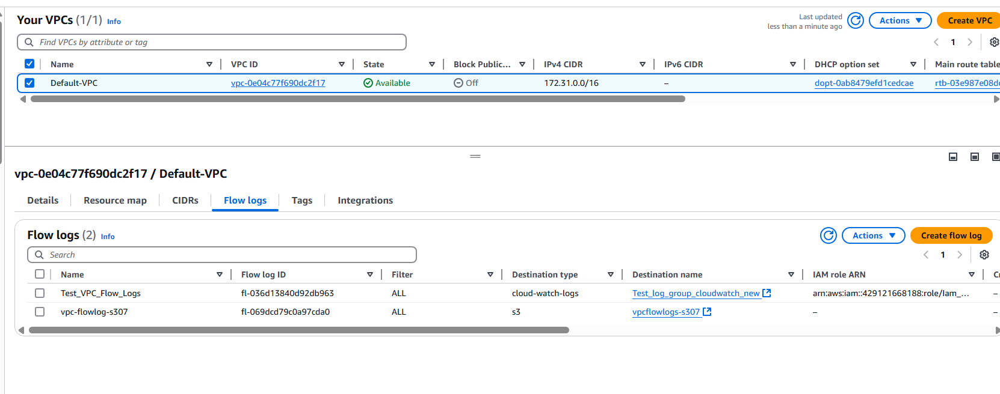 Your VPCs (1/1) Info
Last updated
less than a minute ago
Actions
Create VPC
Find VPCs by attribute or tag
1
Name VPC ID State Block Public... IPv4 CIDR IPv6 CIDR DHCP option set Main route table
Default-VPC vpc-0e04c77f690dc2f17 Available Off 172.31.0.0/16 – dopt-0ab8479efd1cedcae rtb-03e987e08d
vpc-0e04c77f690dc2f17 / Default-VPC
Details Resource map CIDRs Flow logs Tags Integrations
Flow logs (2) Info
Actions
Create flow log
Search
1
Name Flow log ID Filter Destination type Destination name IAM role ARN
Test_VPC_Flow_Logs fl-036d13840d92db963 ALL cloud-watch-logs Test_log_group_cloudwatch_new arn:aws:iam::429121668188:role/Iam_... –
vpc-flowlog-s307 fl-069dcd79c0a97cda0 ALL s3 vpcflowlogs-s307 – –